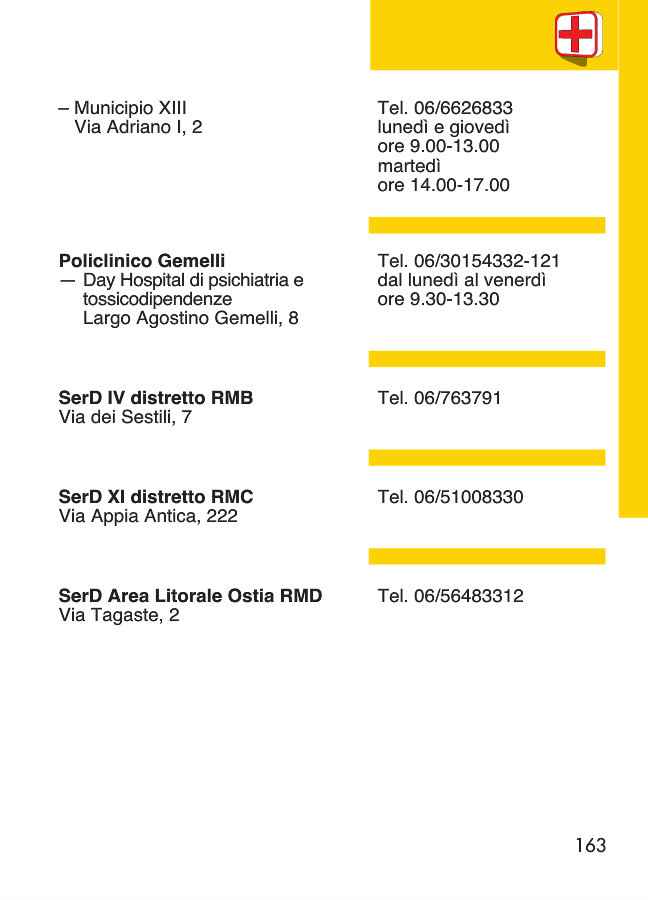 – Municipio XIII
Via Adriano I, 2
Tel. 06/6626833
lunedì e giovedì
ore 9.00-13.00
martedì
ore 14.00-17.00
Policlinico Gemelli
— Day Hospital di psichiatria e
tossicodipendenze
Largo Agostino Gemelli, 8
Tel. 06/30154332-121
dal lunedì al venerdì
ore 9.30-13.30
SerD IV distretto RMB
Via dei Sestili, 7
Tel. 06/763791
SerD XI distretto RMC
Via Appia Antica, 222
Tel. 06/51008330
SerD Area Litorale Ostia RMD
Via Tagaste, 2
Tel. 06/56483312
163